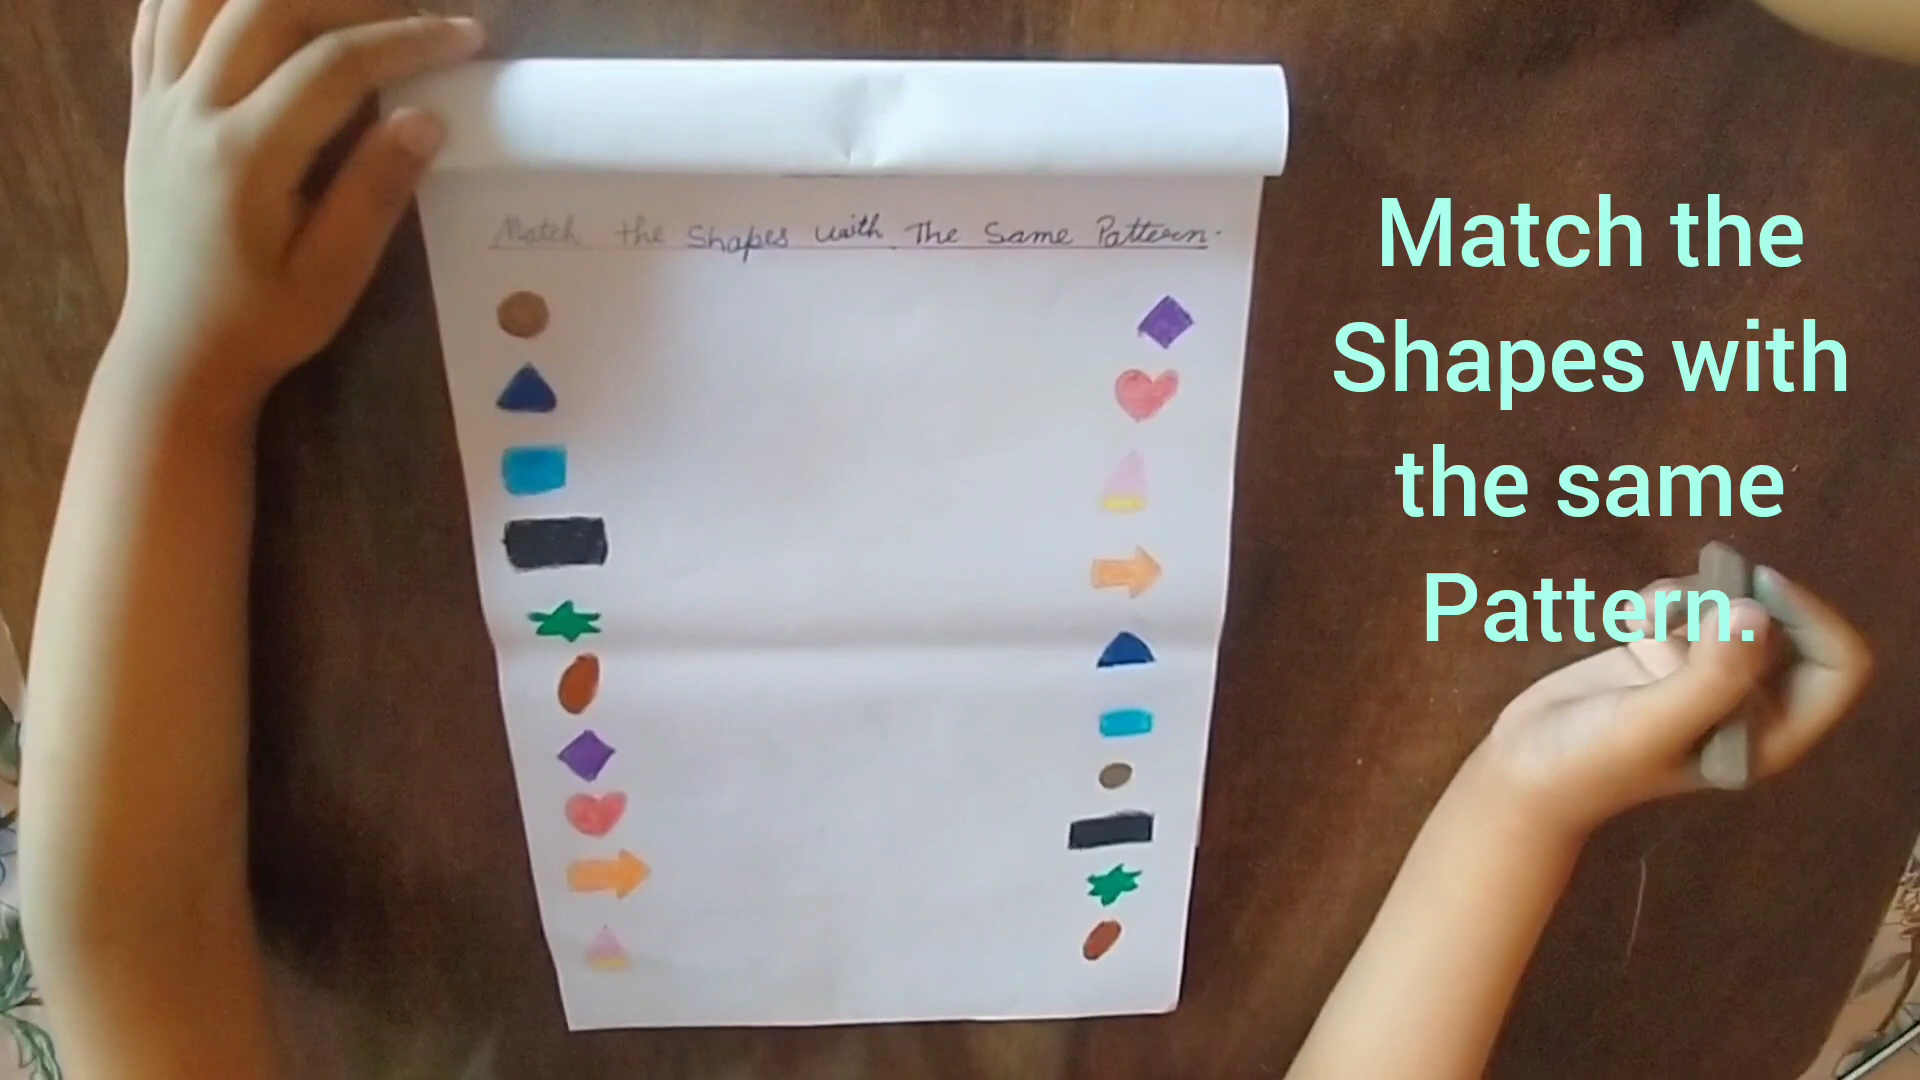 Match the Shapes with The Same Pattern.
Match the
Shapes with
the same
Pattern.